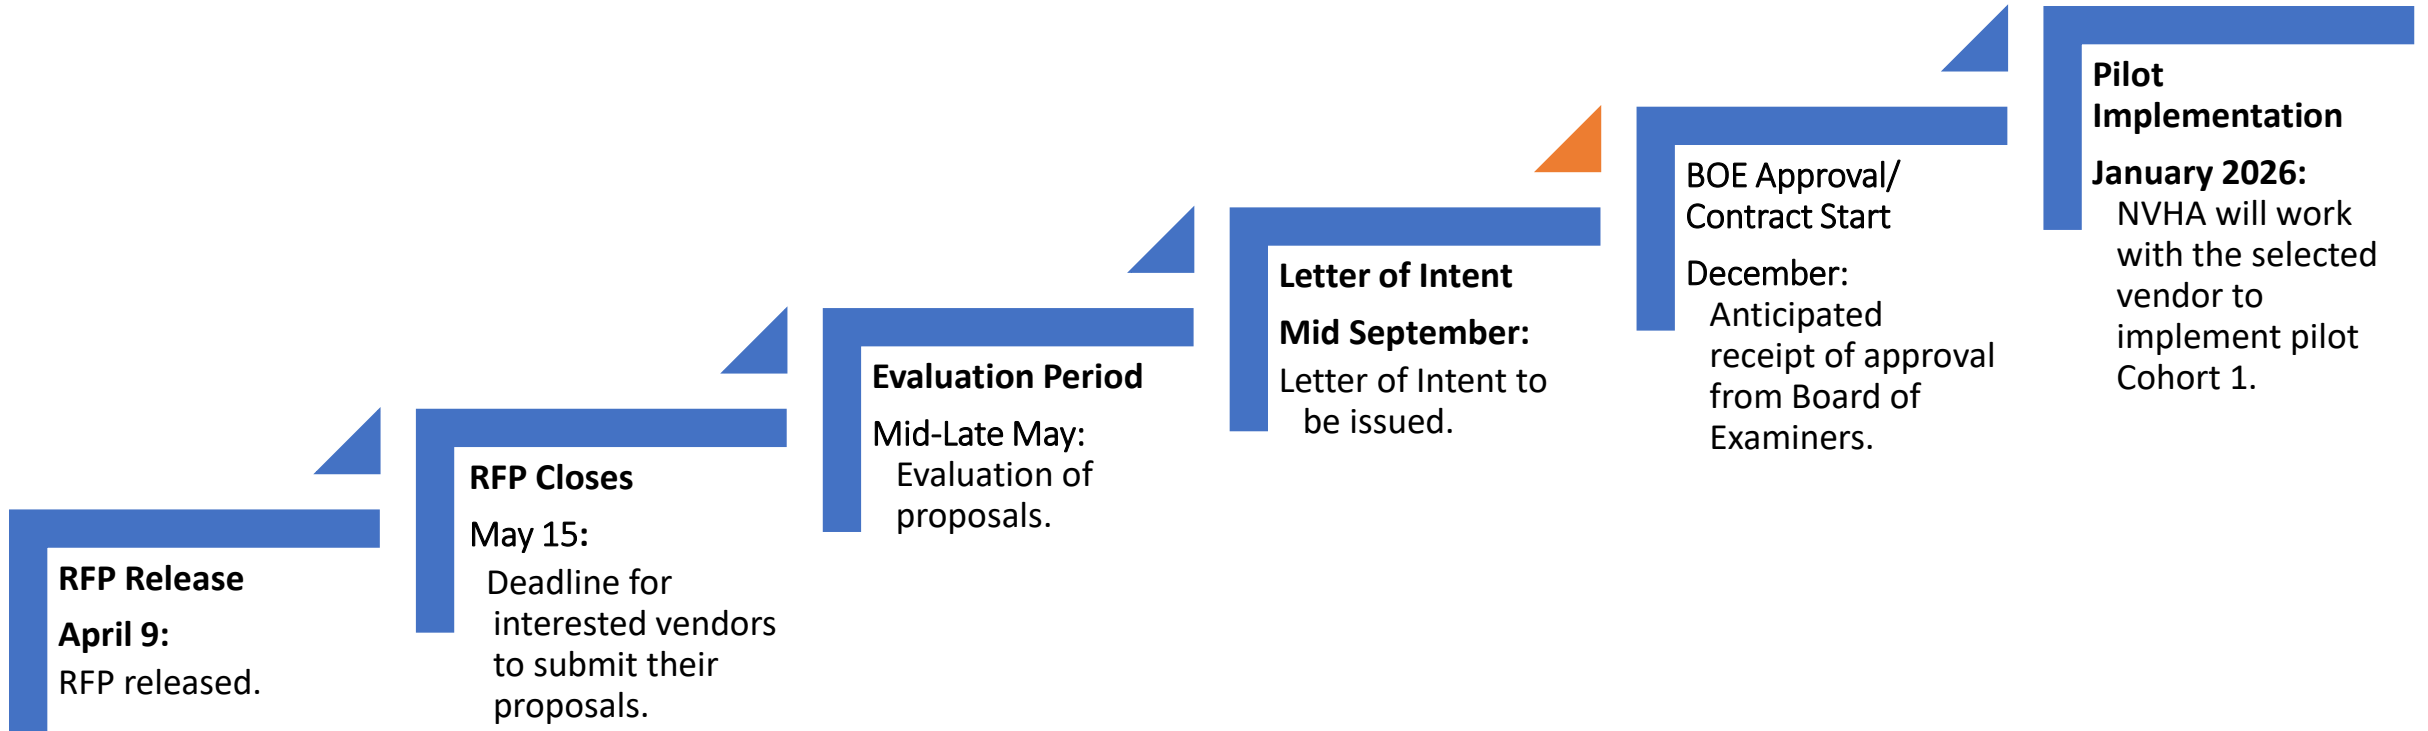 RFP Release
April 9:
RFP released.
RFP Closes
May 15:
Deadline for
interested vendors
to submit their
proposals.
Evaluation Period
Mid-Late May:
Evaluation of
proposals.
Letter of Intent
Mid September:
Letter of Intent to
be issued.
BOE Approval/
Contract Start
December:
Anticipated
receipt of approval
from Board of
Examiners.
Pilot
Implementation
January 2026:
NVHA will work
with the selected
vendor to
implement pilot
Cohort 1.